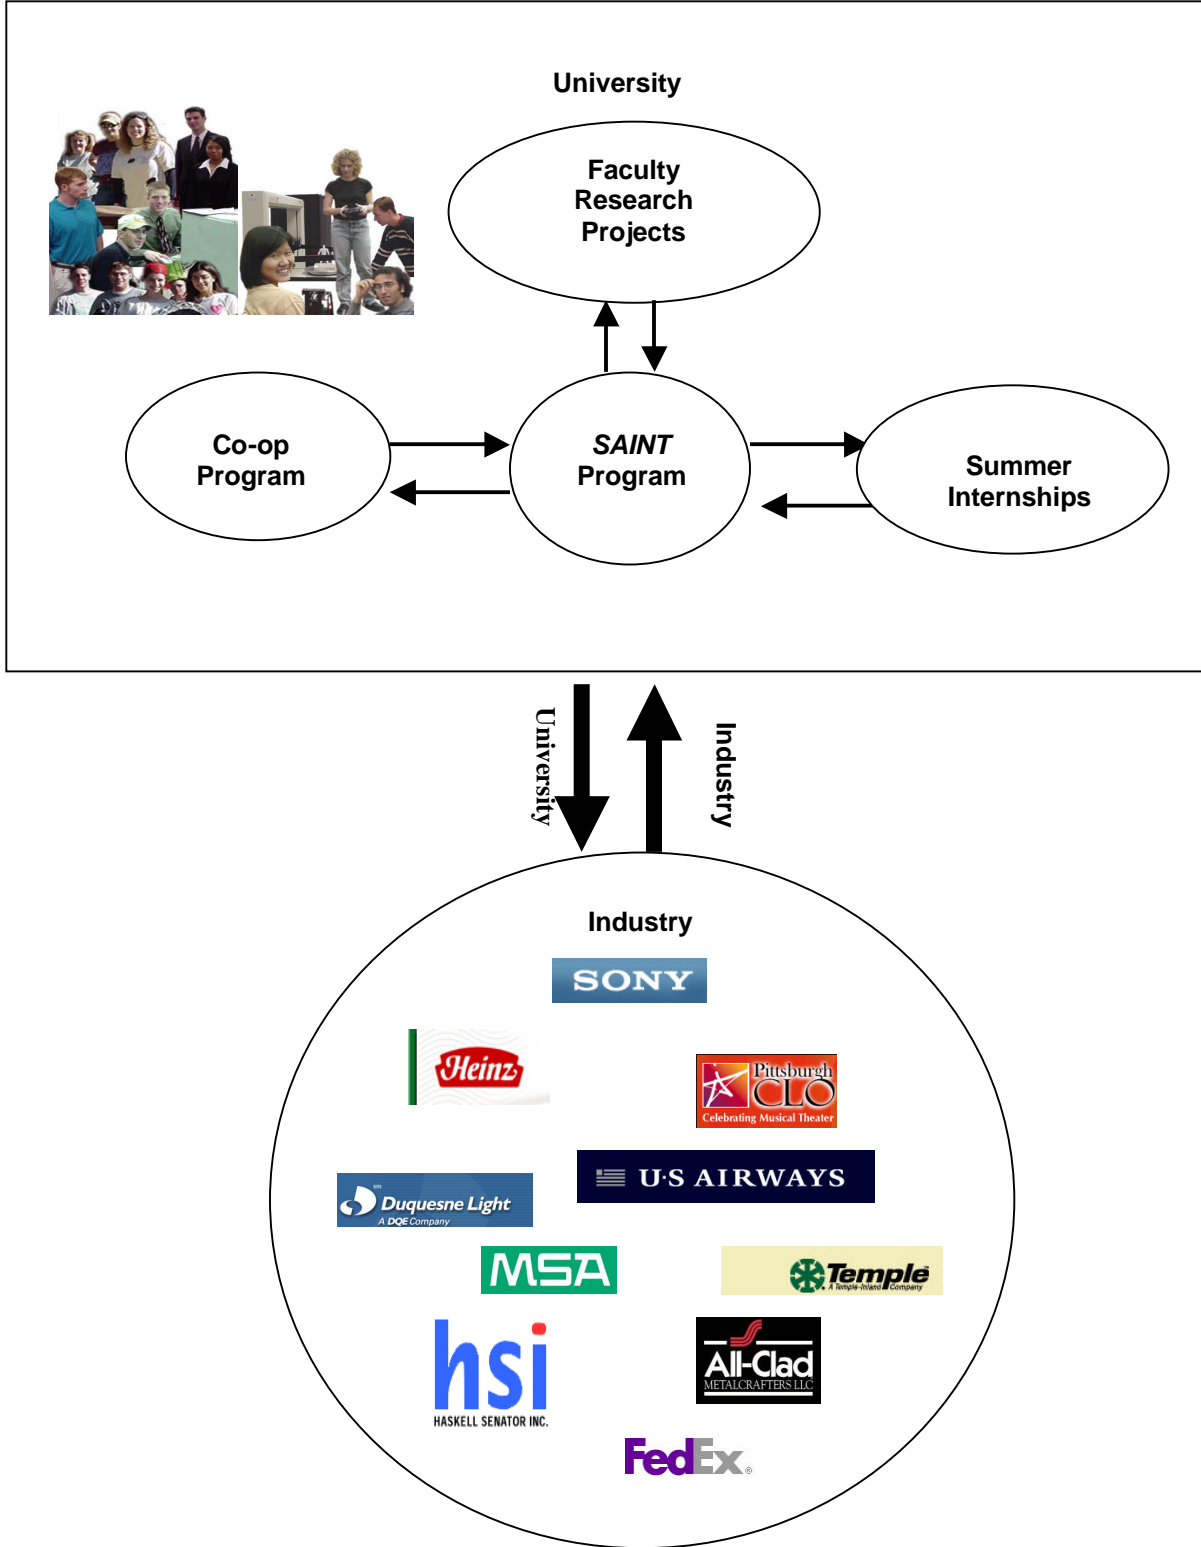 University
Faculty
Research
Projects
Co-op
Program
SAINT
Program
Summer
Internships
University
Industry
Industry
SONY
Heinz
Pittsburgh
CLO
Celebrating Musical Theater
U·S AIRWAYS
sm
Duquesne Light
A DQE Company
MSA
Temple™
A Temple-Inland Company
hsi
HASKELL SENATOR INC.
All-Clad
METALCRAFTERS LLC
FedEx®